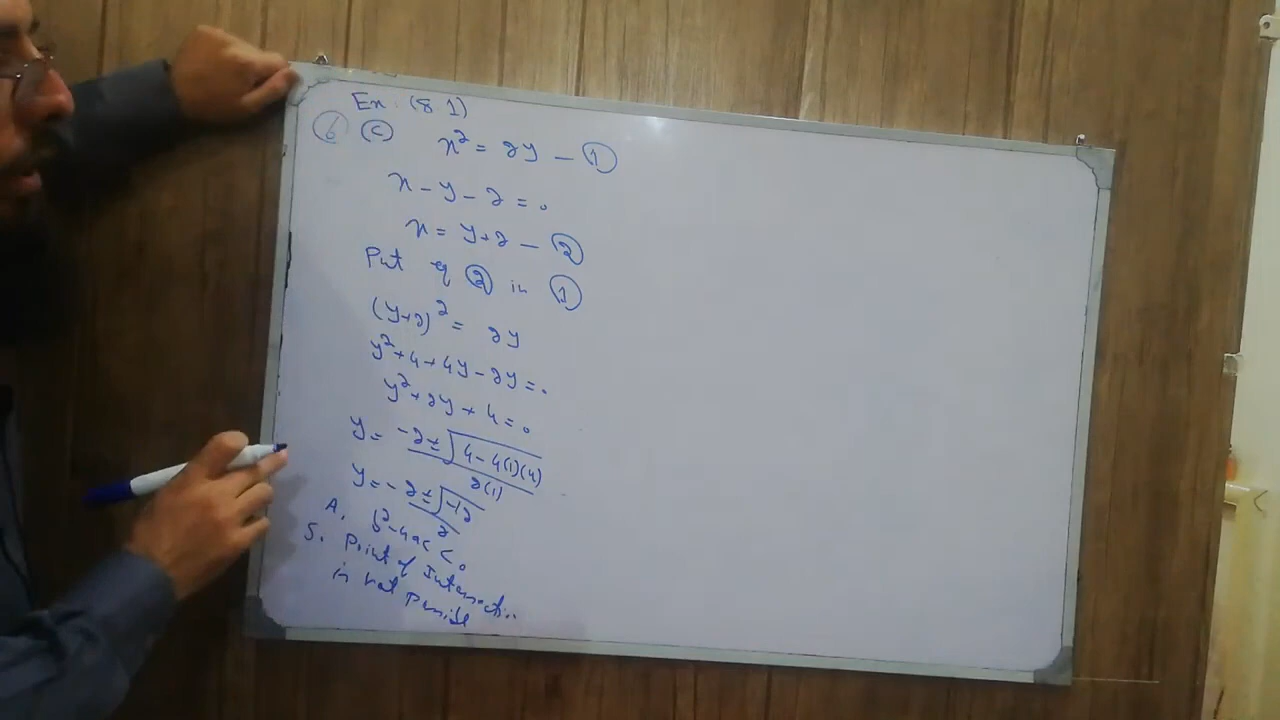 Ex: (8.1)
6 c x² = 2y — 1
x - y - 2 = 0
x = y+2 — 2
Put eq 2 in 1
(y+2)² = 2y
y²+4+4y-2y=0
y²+2y+4=0
y= -2±√4-4(1)(4) / 2(1)
y= -2±√-12 / 2
A. b²-4ac < 0
S. Point of Intersection
is not Possible